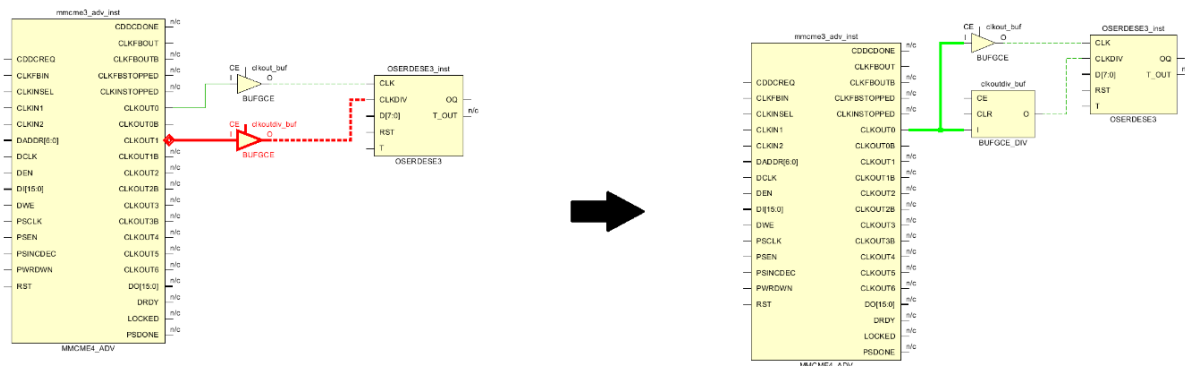 mmcme3_adv_inst
CDDCDONE n/c
CLKFBOUT
CDDCREQ CLKFBOUTB n/c
CLKFBIN CLKFBSTOPPED n/c
CLKINSEL CLKINSTOPPED n/c
CLKIN1 CLKOUT0
CLKIN2 CLKOUT0B n/c
DADDR[6:0] CLKOUT1
DCLK CLKOUT1B n/c
DEN CLKOUT2 n/c
DI[15:0] CLKOUT2B n/c
DWE CLKOUT3 n/c
PSCLK CLKOUT3B n/c
PSEN CLKOUT4 n/c
PSINCDEC CLKOUT5 n/c
PWRDWN CLKOUT6 n/c
RST DO[15:0] n/c
DRDY n/c
LOCKED n/c
PSDONE n/c
MMCME4_ADV
CE clkout_buf
I O
BUFGCE
CE clkoutdiv_buf
I O
BUFGCE
OSERDESE3_inst
CLK
CLKDIV OQ
D[7:0] T_OUT n/c
RST
T
OSERDESE3
mmcme3_adv_inst
CDDCDONE n/c
CLKFBOUT
CDDCREQ CLKFBOUTB n/c
CLKFBIN CLKFBSTOPPED n/c
CLKINSEL CLKINSTOPPED n/c
CLKIN1 CLKOUT0
CLKIN2 CLKOUT0B n/c
DADDR[6:0] CLKOUT1 n/c
DCLK CLKOUT1B n/c
DEN CLKOUT2 n/c
DI[15:0] CLKOUT2B n/c
DWE CLKOUT3 n/c
PSCLK CLKOUT3B n/c
PSEN CLKOUT4 n/c
PSINCDEC CLKOUT5 n/c
PWRDWN CLKOUT6 n/c
RST DO[15:0] n/c
DRDY n/c
LOCKED n/c
PSDONE n/c
MMCME4_ADV
CE clkout_buf
I O
BUFGCE
clkoutdiv_buf
CE
CLR O
I
BUFGCE_DIV
OSERDESE3_inst
CLK
CLKDIV OQ
D[7:0] T_OUT
RST
T
OSERDESE3